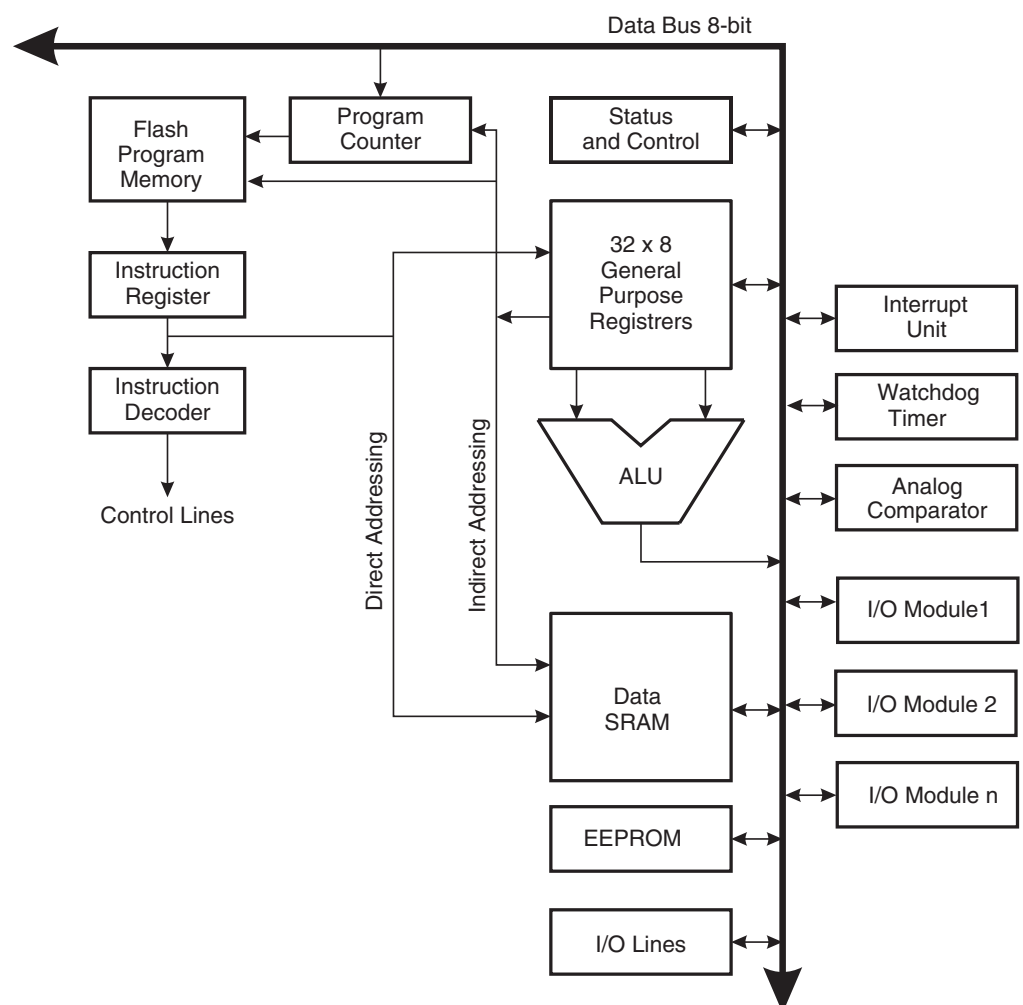 Data Bus 8-bit
Flash
Program
Memory
Program
Counter
Status
and Control
32 x 8
General
Purpose
Registrers
Instruction
Register
Instruction
Decoder
Control Lines
Direct Addressing
Indirect Addressing
ALU
Interrupt
Unit
Watchdog
Timer
Analog
Comparator
I/O Module1
Data
SRAM
I/O Module 2
I/O Module n
EEPROM
I/O Lines